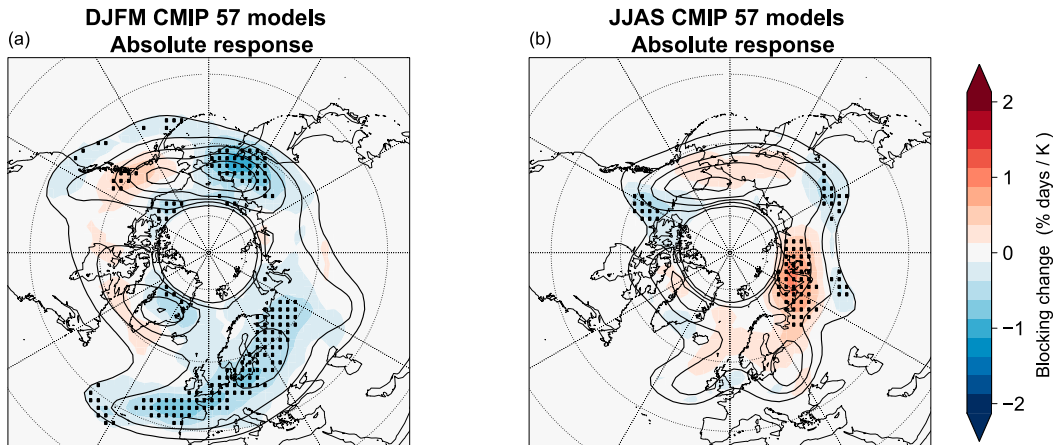 DJFM CMIP 57 models
Absolute response
(a)
JJAS CMIP 57 models
Absolute response
(b)
2
1
0
−1
−2
Blocking change (% days / K)